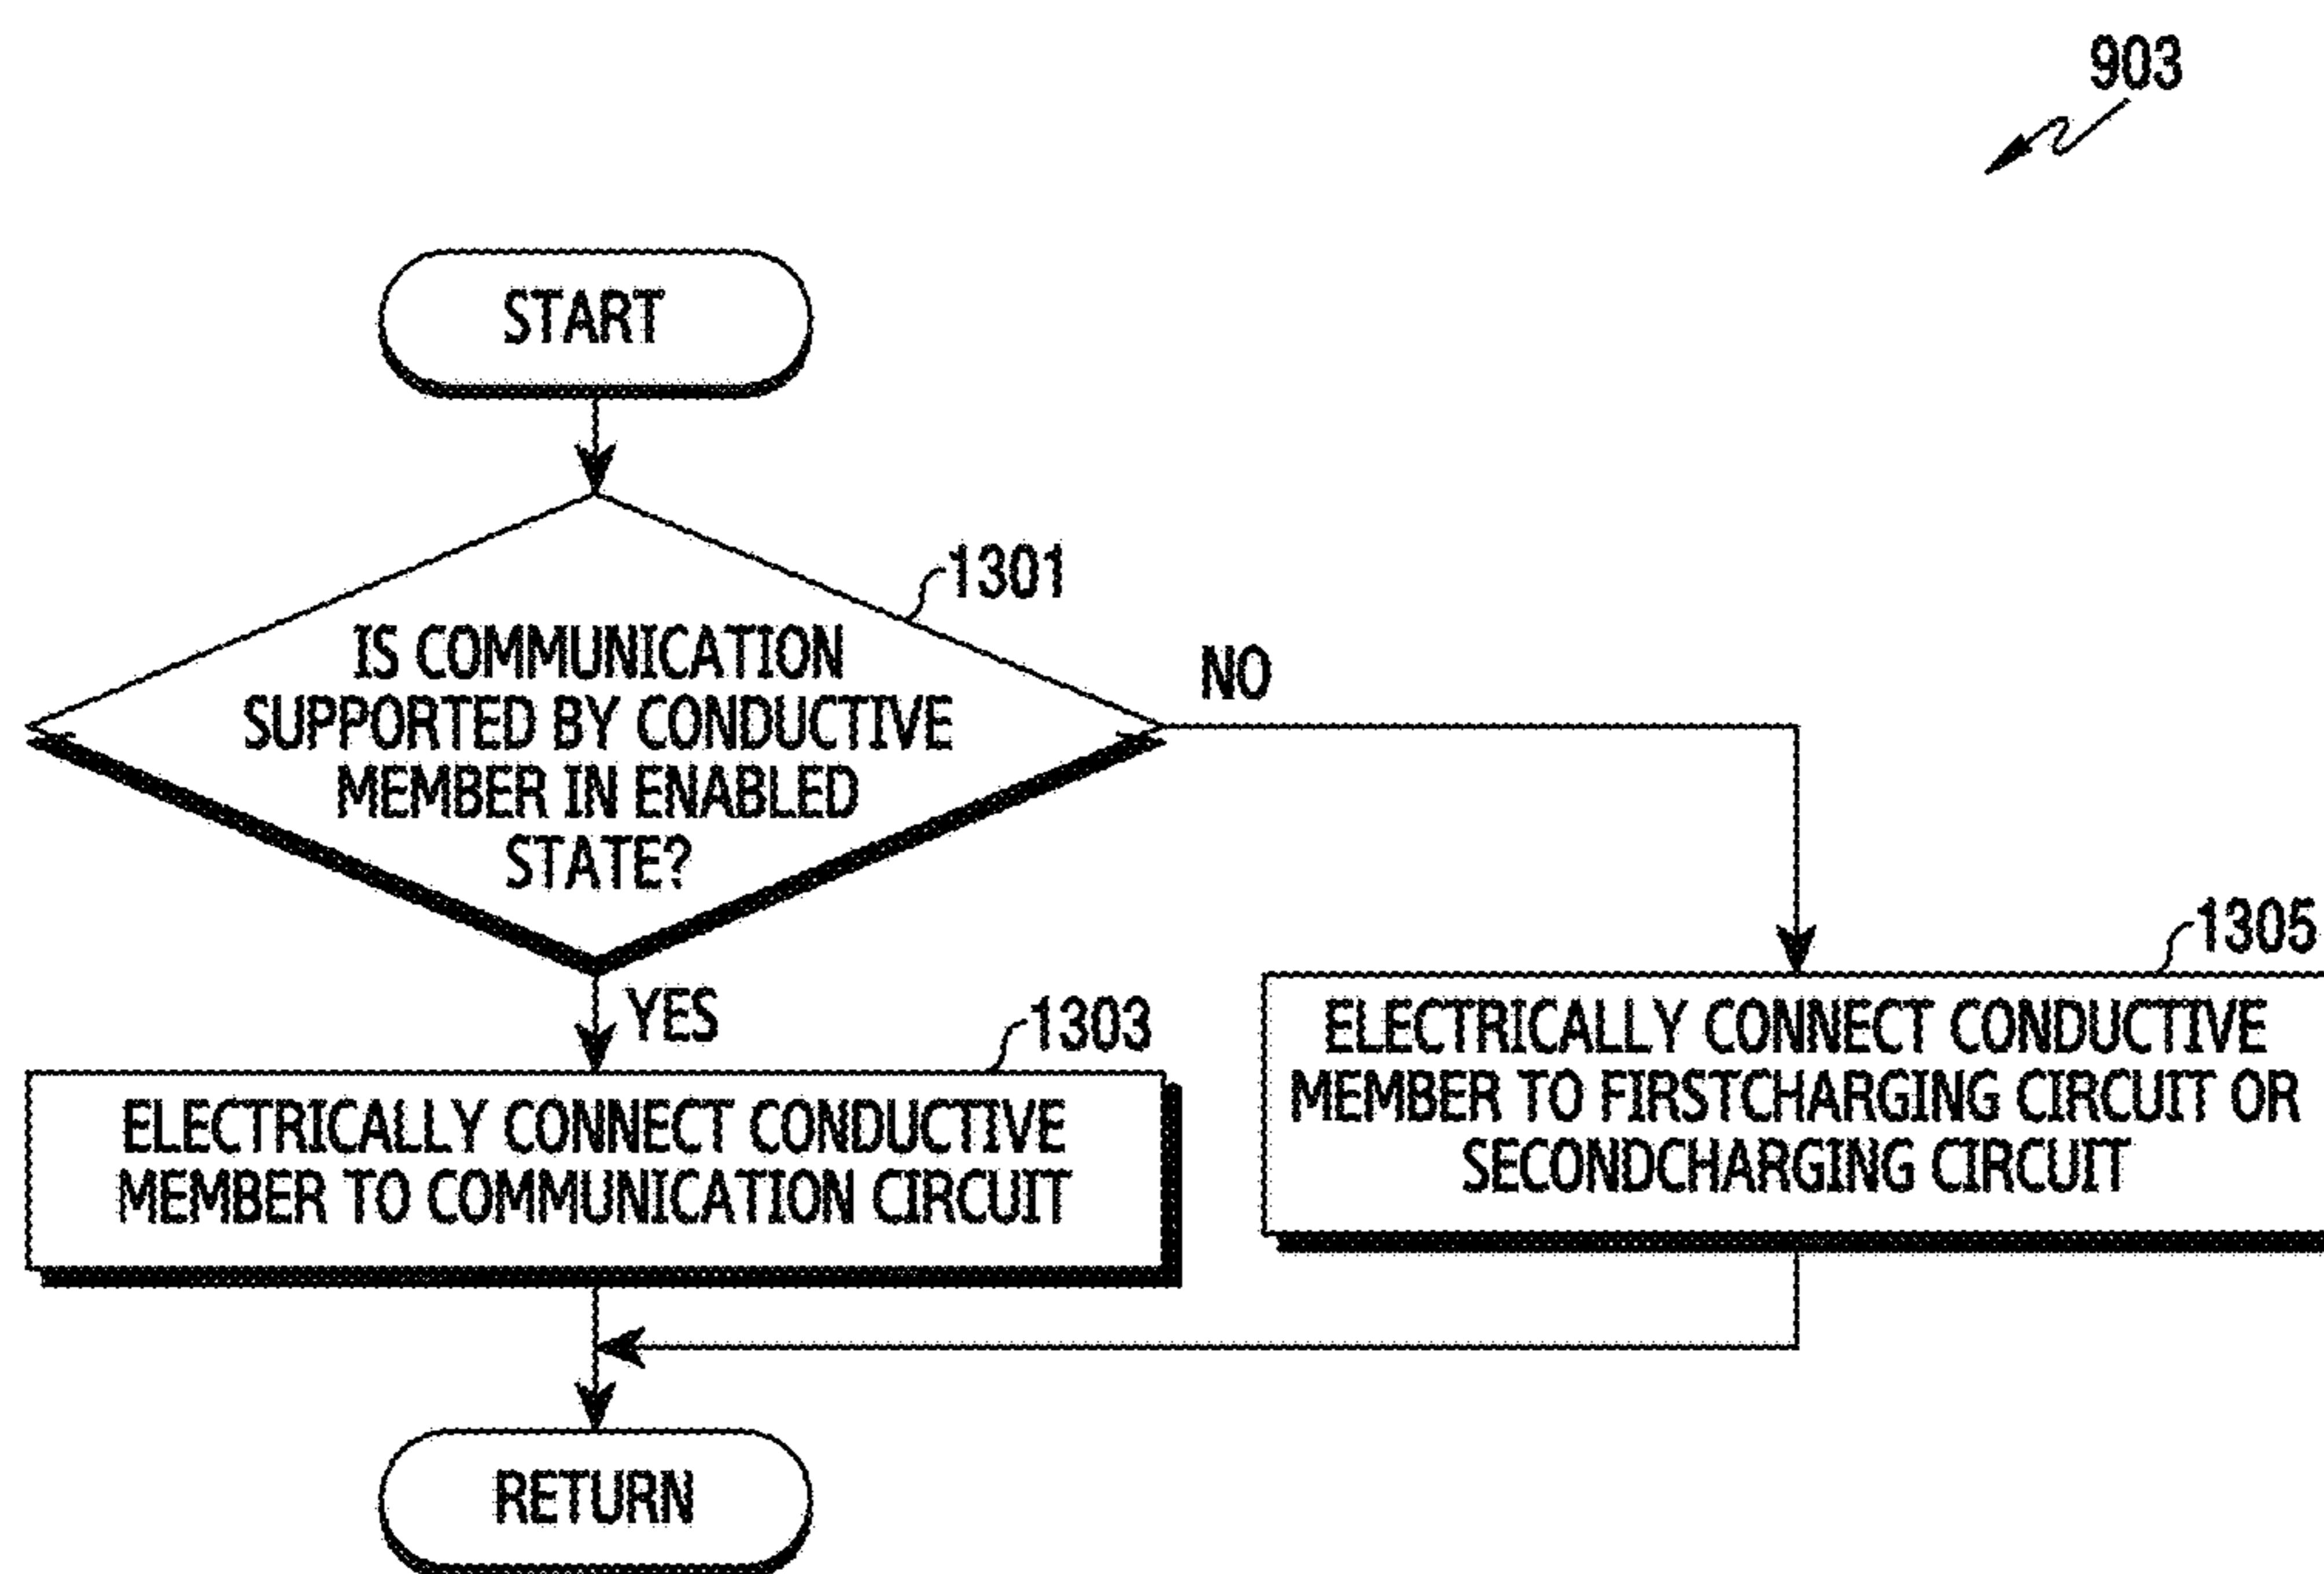 903
START
1301
IS COMMUNICATION
SUPPORTED BY CONDUCTIVE
MEMBER IN ENABLED
STATE?
NO
YES
1303
ELECTRICALLY CONNECT CONDUCTIVE
MEMBER TO COMMUNICATION CIRCUIT
1305
ELECTRICALLY CONNECT CONDUCTIVE
MEMBER TO FIRSTCHARGING CIRCUIT OR
SECONDCHARGING CIRCUIT
RETURN